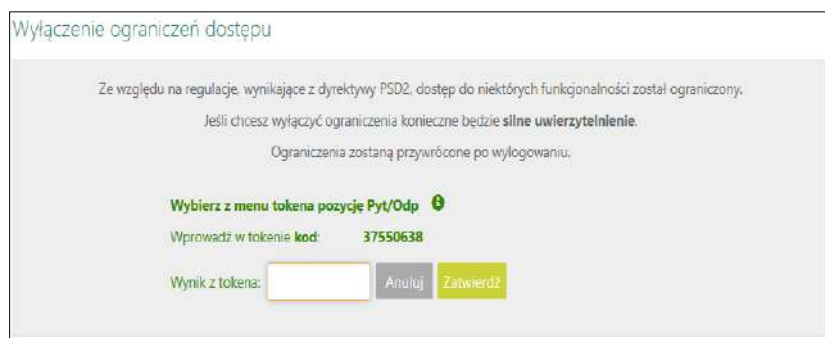 Wyłączenie ograniczeń dostępu
Ze względu na regulacje, wynikające z dyrektywy PSD2, dostęp do niektórych funkcjonalności został ograniczony.
Jeśli chcesz wyłączyć ograniczenia konieczne będzie silne uwierzytelnienie.
Ograniczenia zostaną przywrócone po wylogowaniu.
Wybierz z menu tokena pozycję Pyt/Odp
Wprowadź w tokenie kod: 37550638
Wynik z tokena: Anuluj Zatwierdź